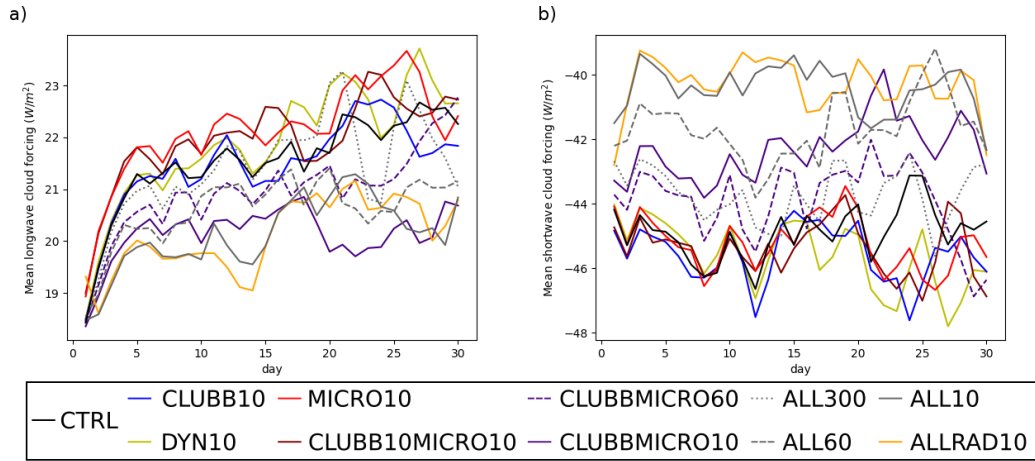 a)
b)
Mean longwave cloud forcing (W/m²)
23
22
21
20
19
0 5 10 15 20 25 30
day
Mean shortwave cloud forcing (W/m²)
−40
−42
−44
−46
−48
0 5 10 15 20 25 30
day
CTRL
CLUBB10 MICRO10 CLUBBMICRO60 ALL300 ALL10
DYN10 CLUBB10MICRO10 CLUBBMICRO10 ALL60 ALLRAD10